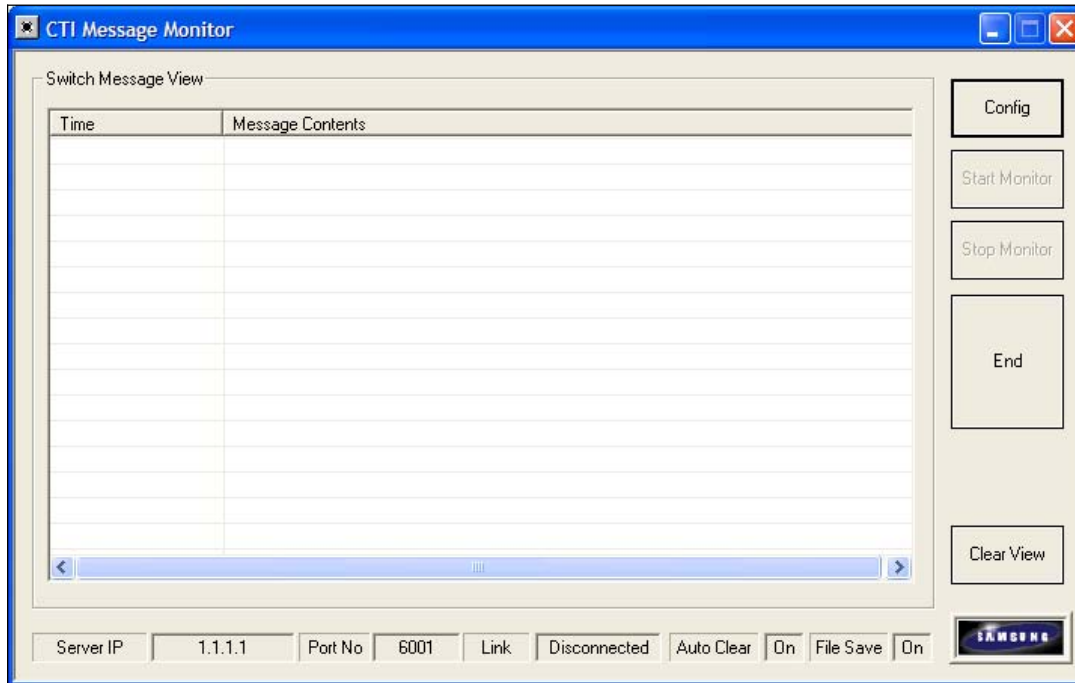 CTI Message Monitor
Switch Message View
Time Message Contents
Config
Start Monitor
Stop Monitor
End
Clear View
Server IP 1.1.1.1 Port No 6001 Link Disconnected Auto Clear On File Save On
SAMSUNG